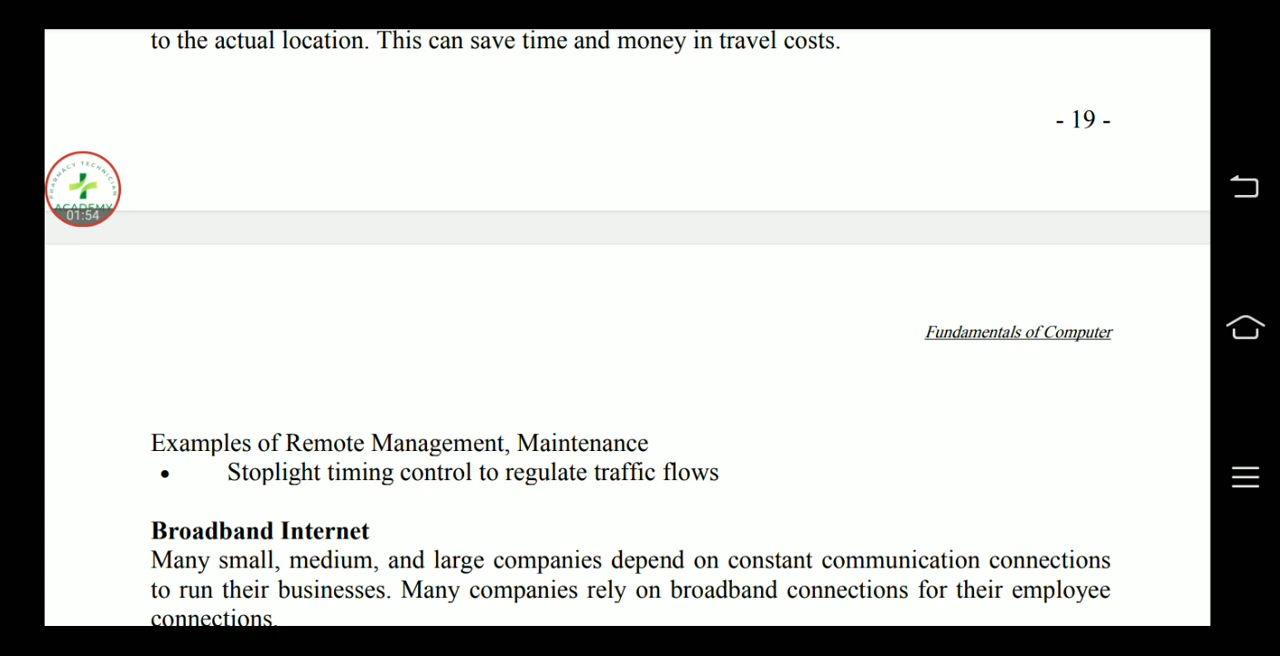 to the actual location. This can save time and money in travel costs.
- 19 -
PHARMACY TECHNICIAN
ACADEMY
01:54
Fundamentals of Computer
Examples of Remote Management, Maintenance
• Stoplight timing control to regulate traffic flows
Broadband Internet
Many small, medium, and large companies depend on constant communication connections
to run their businesses. Many companies rely on broadband connections for their employee
connections.